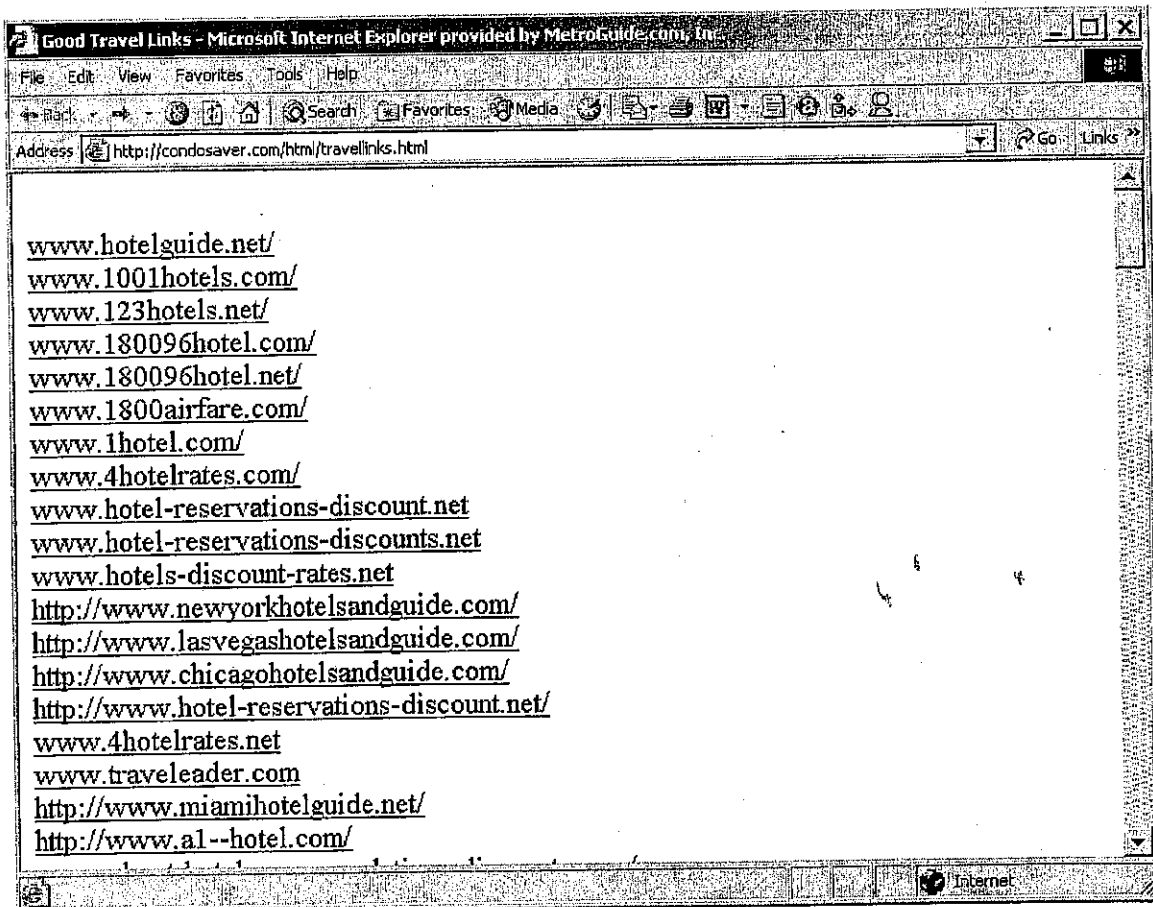 Good Travel Links - Microsoft Internet Explorer provided by MetroGuide.com, Inc.
File Edit View Favorites Tools Help
Back Search Favorites Media
Address http://condosaver.com/html/travellinks.html Go Links »
www.hotelguide.net/
www.1001hotels.com/
www.123hotels.net/
www.180096hotel.com/
www.180096hotel.net/
www.1800airfare.com/
www.1hotel.com/
www.4hotelrates.com/
www.hotel-reservations-discount.net
www.hotel-reservations-discounts.net
www.hotels-discount-rates.net
http://www.newyorkhotelsandguide.com/
http://www.lasvegashotelsandguide.com/
http://www.chicagohotelsandguide.com/
http://www.hotel-reservations-discount.net/
www.4hotelrates.net
www.traveleader.com
http://www.miamihotelguide.net/
http://www.a1--hotel.com/
Internet